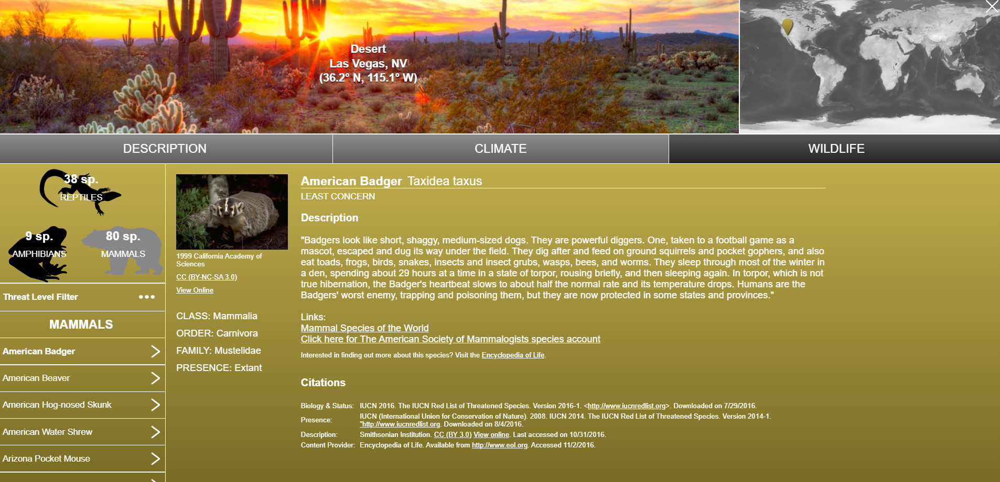 Desert
Las Vegas, NV
(36.2° N, 115.1° W)
DESCRIPTION
CLIMATE
WILDLIFE
38 sp.
REPTILES
9 sp.
AMPHIBIANS
80 sp.
MAMMALS
Threat Level Filter
MAMMALS
American Badger
American Beaver
American Hog-nosed Skunk
American Water Shrew
Arizona Pocket Mouse
1999 California Academy of
Sciences
CC (BY-NC-SA 3.0)
View Online
CLASS: Mammalia
ORDER: Carnivora
FAMILY: Mustelidae
PRESENCE: Extant
American Badger Taxidea taxus
LEAST CONCERN
Description
"Badgers look like short, shaggy, medium-sized dogs. They are powerful diggers. One, taken to a football game as a
mascot, escaped and dug its way under the field. They dig after and feed on ground squirrels and pocket gophers, and also
eat toads, frogs, birds, snakes, insects and insect grubs, wasps, bees, and worms. They sleep through most of the winter in
a den, spending about 29 hours at a time in a state of torpor, rousing briefly, and then sleeping again. In torpor, which is not
true hibernation, the Badger's heartbeat slows to about half the normal rate and its temperature drops. Humans are the
Badgers' worst enemy, trapping and poisoning them, but they are now protected in some states and provinces."
Links:
Mammal Species of the World
Click here for The American Society of Mammalogists species account
Interested in finding out more about this species? Visit the Encyclopedia of Life.
Citations
Biology & Status: IUCN 2016. The IUCN Red List of Threatened Species. Version 2016-1. <http://www.iucnredlist.org>. Downloaded on 7/29/2016.
Presence: IUCN (International Union for Conservation of Nature). 2008. IUCN 2014. The IUCN Red List of Threatened Species. Version 2014-1.
"http://www.iucnredlist.org. Downloaded on 8/4/2016.
Description: Smithsonian Institution. CC (BY 3.0) View online. Last accessed on 10/31/2016.
Content Provider: Encyclopedia of Life. Available from http://www.eol.org. Accessed 11/2/2016.